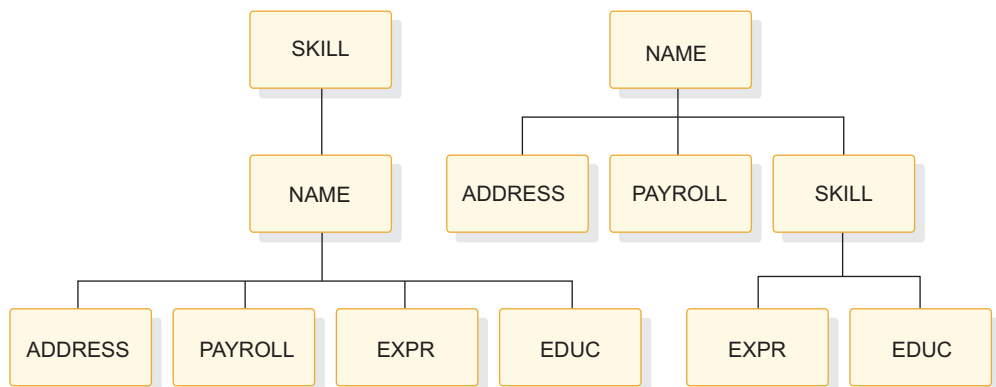 SKILL
NAME
NAME
ADDRESS
PAYROLL
SKILL
ADDRESS
PAYROLL
EXPR
EDUC
EXPR
EDUC